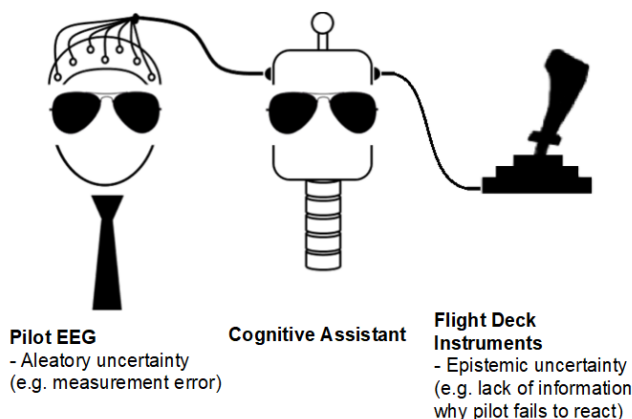 Pilot EEG
- Aleatory uncertainty
(e.g. measurement error)
Cognitive Assistant
Flight Deck
Instruments
- Epistemic uncertainty
(e.g. lack of information
why pilot fails to react)